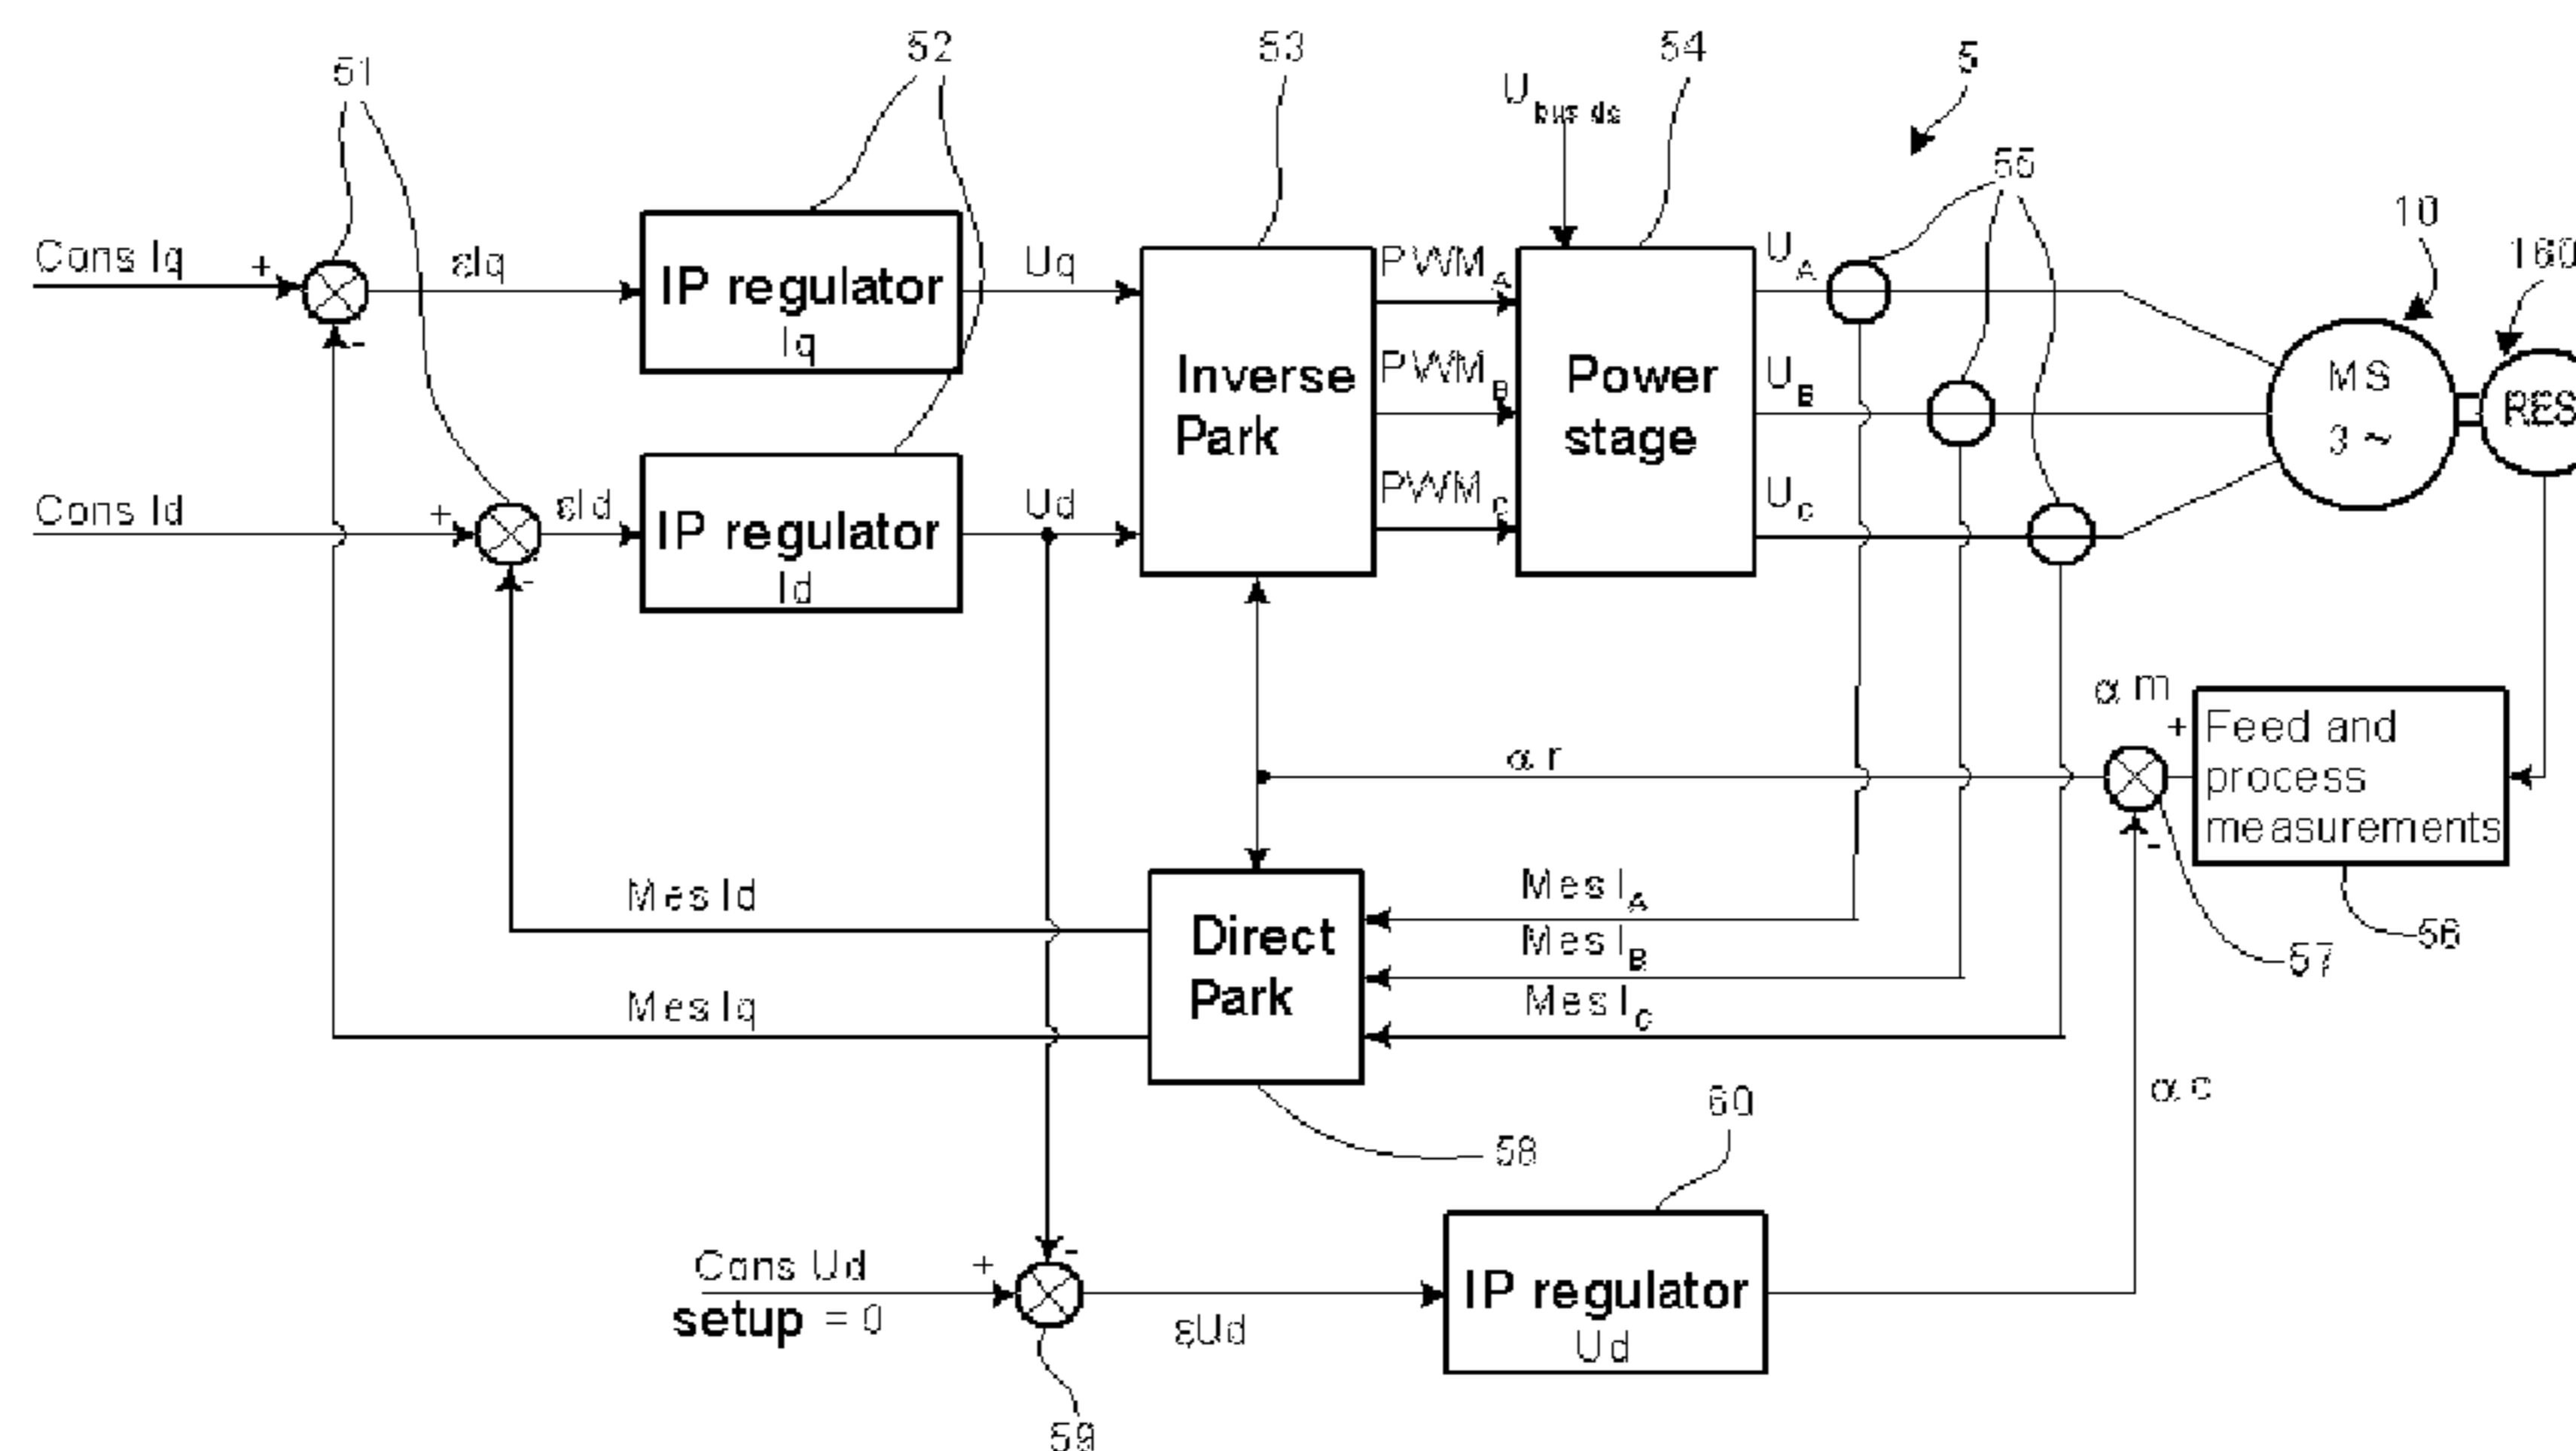 51
52
53
54
5
55
10
160
U bus dc
Cons Iq
+
-
εIq
IP regulator
Iq
Uq
Cons Id
+
-
εId
IP regulator
Id
Ud
Inverse
Park
PWM A
PWM B
PWM C
Power
stage
U A
U B
U C
MS
3 ~
RES
α m
+
-
Feed and
process
measurements
56
57
α r
Mes Id
Mes Iq
Direct
Park
58
Mes I A
Mes I B
Mes I C
α c
60
Cons Ud
setup = 0
+
-
εUd
59
IP regulator
Ud